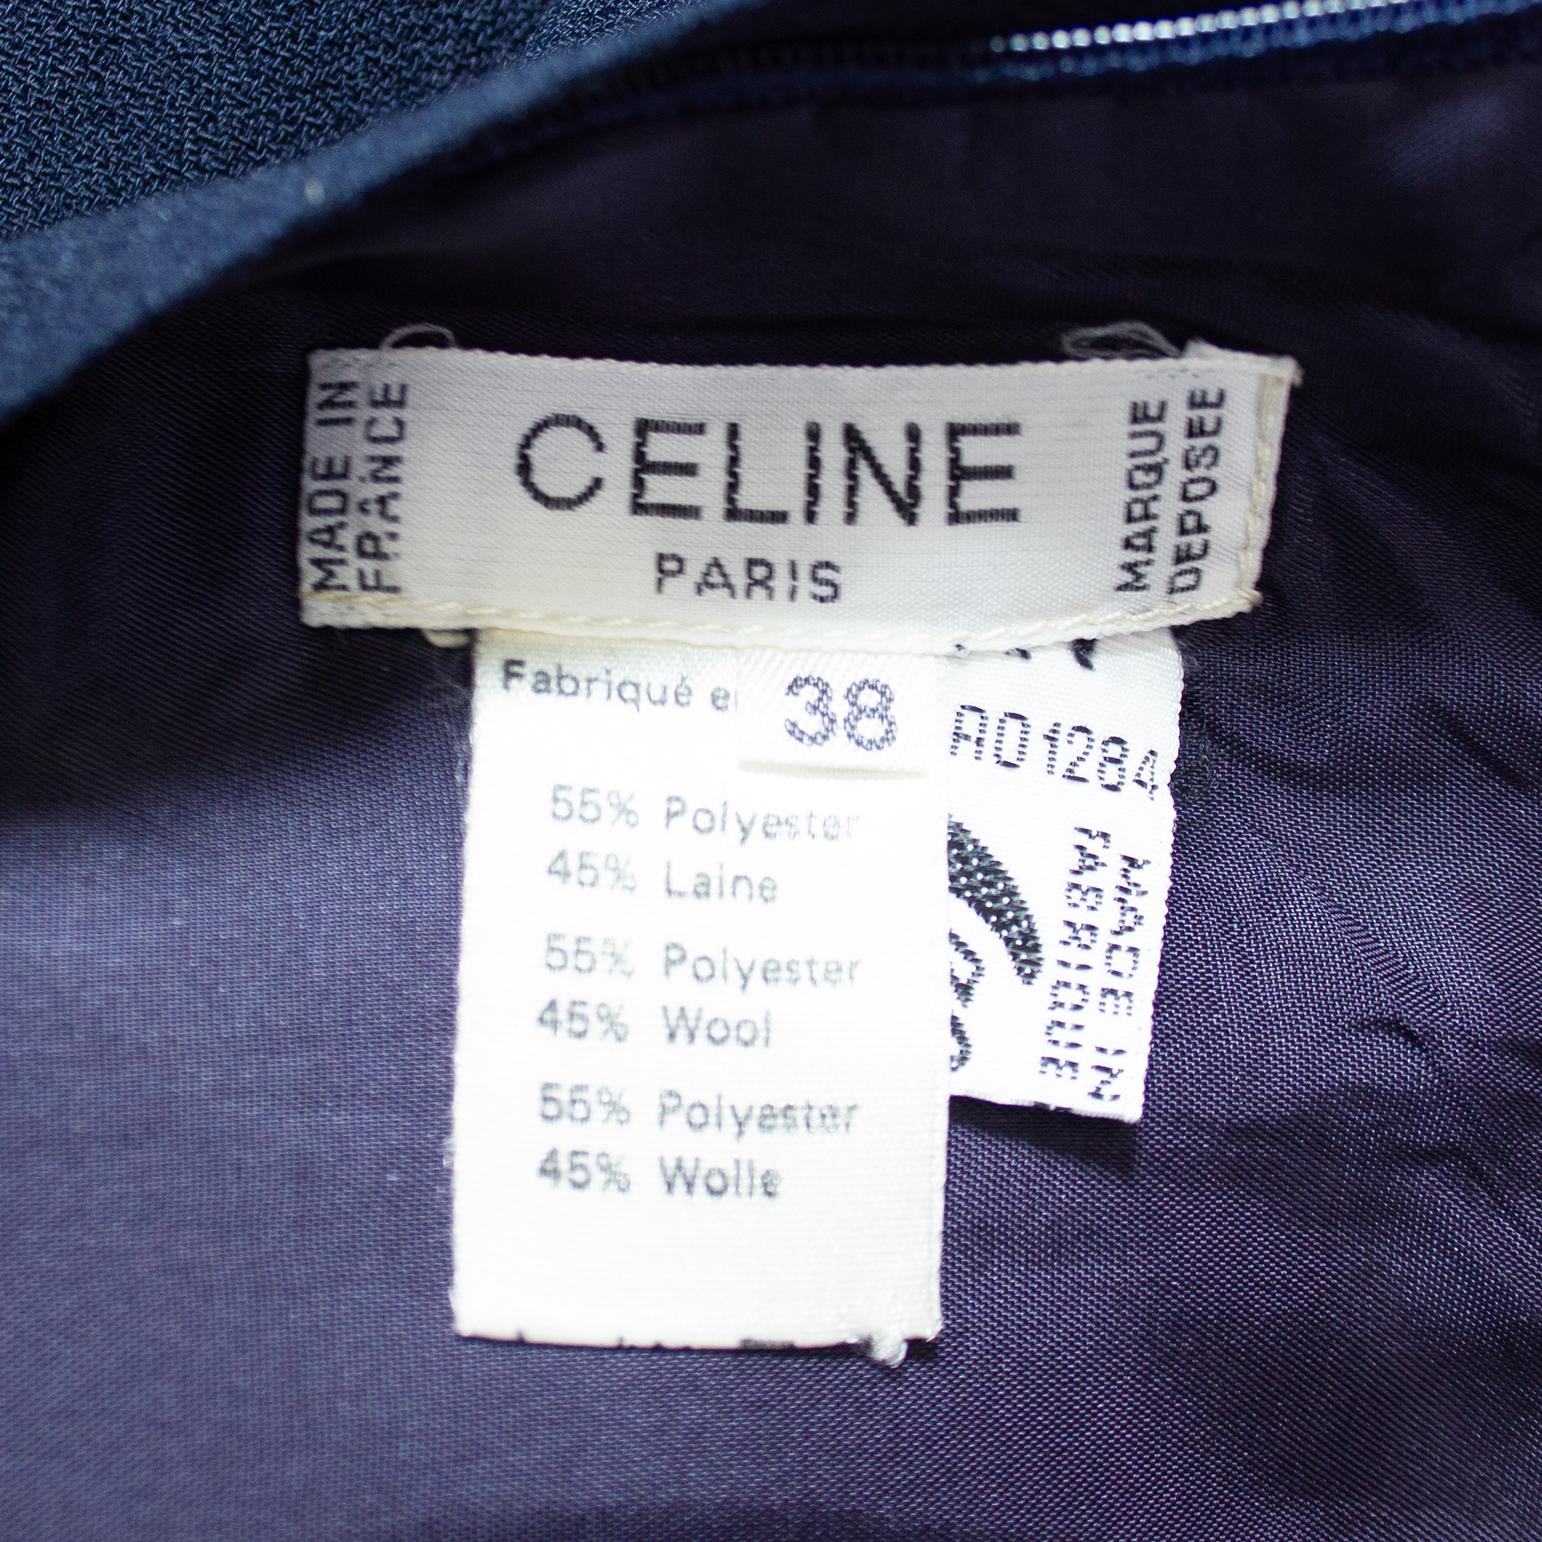 MADE IN
FRANCE
CELINE
PARIS
MARQUE
DEPOSEE
Fabriqué
38
55% Polyester
45% Laine
55% Polyester
45% Wool
55% Polyester
45% Wolle
A01284
FABRIQUE
MADE IN